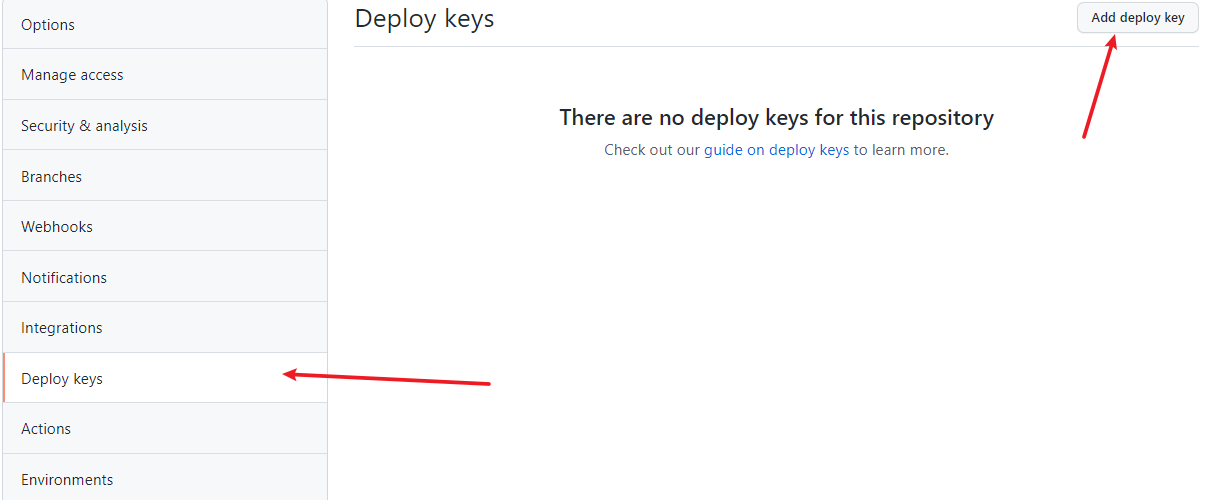 Options
Manage access
Security & analysis
Branches
Webhooks
Notifications
Integrations
Deploy keys
Actions
Environments
Deploy keys
Add deploy key
There are no deploy keys for this repository
Check out our guide on deploy keys to learn more.